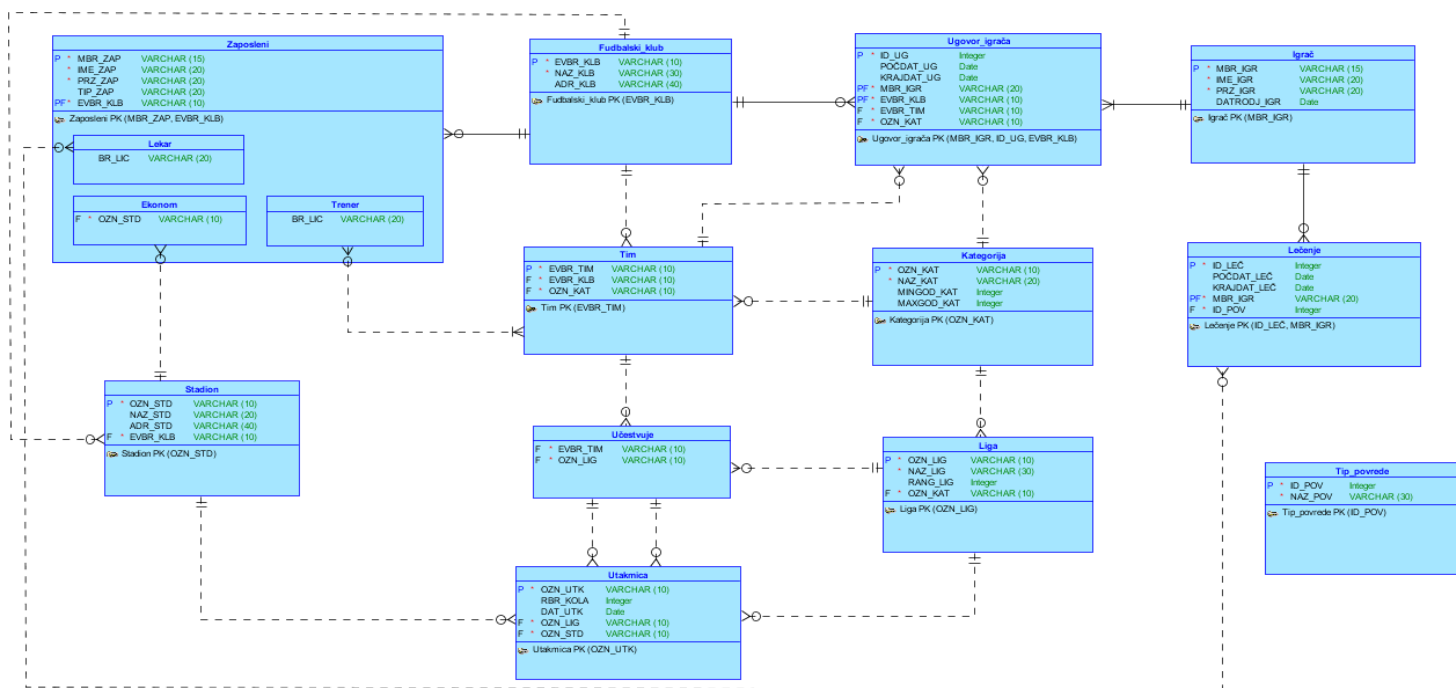 Zaposleni
P * MBR_ZAP VARCHAR (15)
* IME_ZAP VARCHAR (20)
* PRZ_ZAP VARCHAR (20)
TIP_ZAP VARCHAR (20)
PF* EVBR_KLB VARCHAR (10)
Zaposleni PK (MBR_ZAP, EVBR_KLB)
Lekar
BR_LIC VARCHAR (20)
Ekonom
F * OZN_STD VARCHAR (10)
Trener
BR_LIC VARCHAR (20)
Fudbalski_klub
P * EVBR_KLB VARCHAR (10)
* NAZ_KLB VARCHAR (30)
ADR_KLB VARCHAR (40)
Fudbalski_klub PK (EVBR_KLB)
Ugovor_igrača
P * ID_UG Integer
POČDAT_UG Date
KRAJDAT_UG Date
PF* MBR_IGR VARCHAR (20)
PF* EVBR_KLB VARCHAR (10)
F * EVBR_TIM VARCHAR (10)
F * OZN_KAT VARCHAR (10)
Ugovor_igrača PK (MBR_IGR, ID_UG, EVBR_KLB)
Igrač
P * MBR_IGR VARCHAR (15)
* IME_IGR VARCHAR (20)
* PRZ_IGR VARCHAR (20)
DATRODJ_IGR Date
Igrač PK (MBR_IGR)
Tim
P * EVBR_TIM VARCHAR (10)
F * EVBR_KLB VARCHAR (10)
F * OZN_KAT VARCHAR (10)
Tim PK (EVBR_TIM)
Kategorija
P * OZN_KAT VARCHAR (10)
* NAZ_KAT VARCHAR (20)
MINGOD_KAT Integer
MAXGOD_KAT Integer
Kategorija PK (OZN_KAT)
Lečenje
P * ID_LEČ Integer
POČDAT_LEČ Date
KRAJDAT_LEČ Date
PF* MBR_IGR VARCHAR (20)
F * ID_POV Integer
Lečenje PK (ID_LEČ, MBR_IGR)
Stadion
P * OZN_STD VARCHAR (10)
NAZ_STD VARCHAR (20)
ADR_STD VARCHAR (40)
F * EVBR_KLB VARCHAR (10)
Stadion PK (OZN_STD)
Učestvuje
F * EVBR_TIM VARCHAR (10)
F * OZN_LIG VARCHAR (10)
Liga
P * OZN_LIG VARCHAR (10)
* NAZ_LIG VARCHAR (30)
RANG_LIG Integer
F * OZN_KAT VARCHAR (10)
Liga PK (OZN_LIG)
Tip_povrede
P * ID_POV Integer
* NAZ_POV VARCHAR (30)
Tip_povrede PK (ID_POV)
Utakmica
P * OZN_UTK VARCHAR (10)
RBR_KOLA Integer
DAT_UTK Date
F * OZN_LIG VARCHAR (10)
F * OZN_STD VARCHAR (10)
Utakmica PK (OZN_UTK)